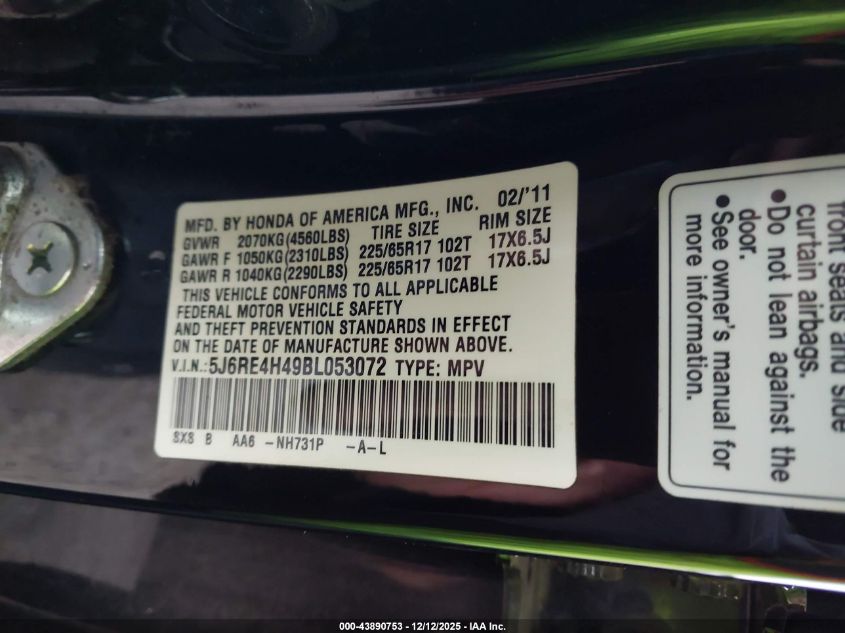 MFD. BY HONDA OF AMERICA MFG., INC. 02/'11
GVWR 2070KG(4560LBS) TIRE SIZE RIM SIZE
GAWR F 1050KG(2310LBS) 225/65R17 102T 17X6.5J
GAWR R 1040KG(2290LBS) 225/65R17 102T 17X6.5J
THIS VEHICLE CONFORMS TO ALL APPLICABLE
FEDERAL MOTOR VEHICLE SAFETY
AND THEFT PREVENTION STANDARDS IN EFFECT
ON THE DATE OF MANUFACTURE SHOWN ABOVE.
V.I.N.:5J6RE4H49BL053072 TYPE: MPV
SXS B AA6 -NH731P -A-L
front seats and side
curtain airbags.
•Do not lean against the
door.
•See owner's manual for
more information.
000-43890753 - 12/12/2025 - IAA Inc.